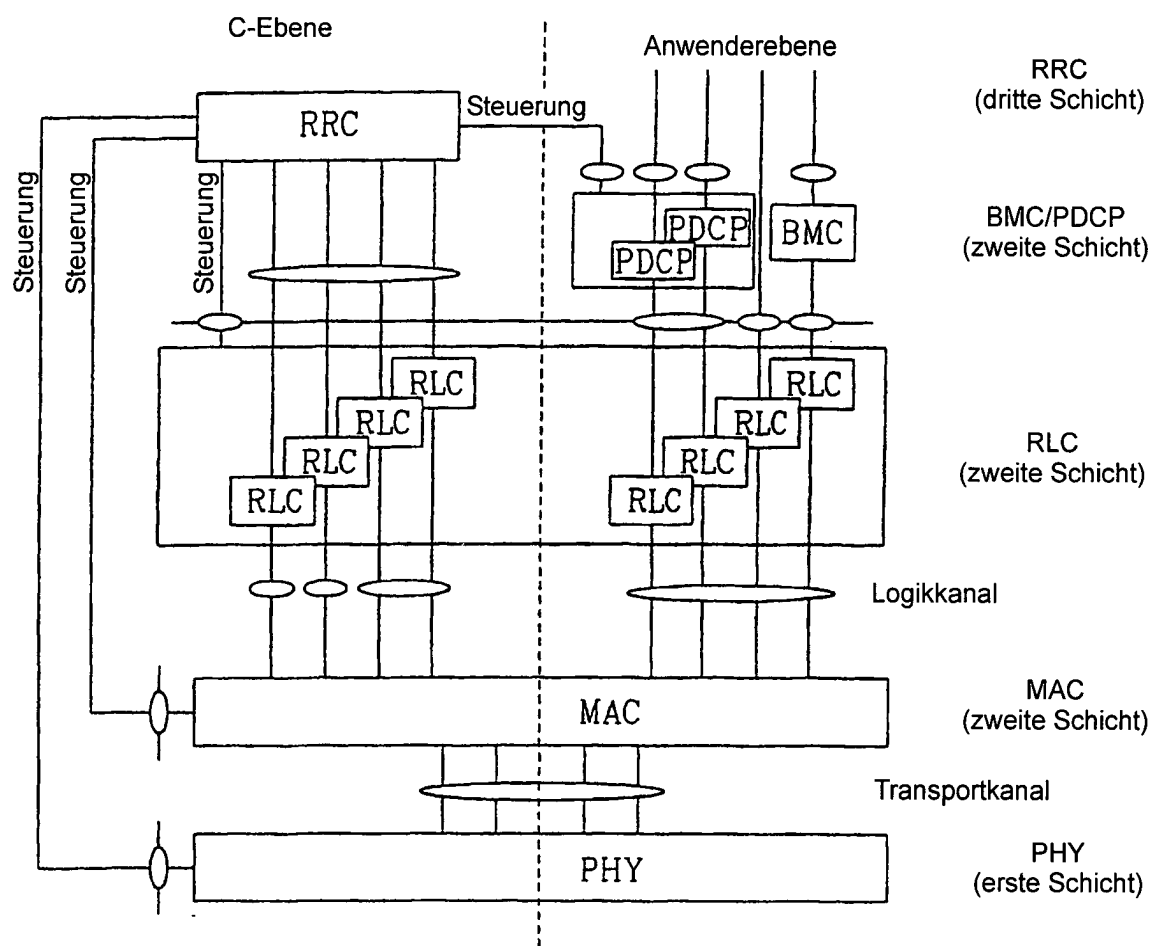 C-Ebene
Anwenderebene
RRC
(dritte Schicht)
Steuerung
RRC
Steuerung
Steuerung
Steuerung
PDCP
PDCP
BMC
BMC/PDCP
(zweite Schicht)
RLC
RLC
RLC
RLC
RLC
RLC
RLC
RLC
RLC
(zweite Schicht)
Logikkanal
MAC
MAC
(zweite Schicht)
Transportkanal
PHY
PHY
(erste Schicht)